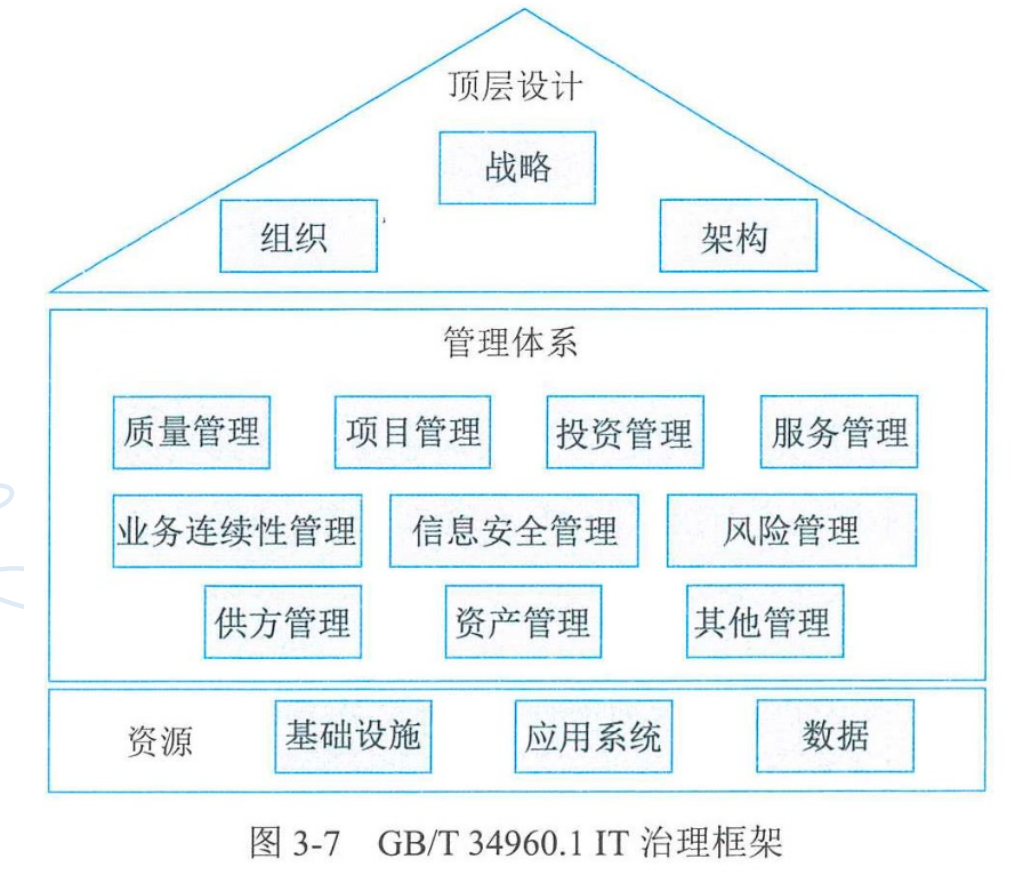 顶层设计
战略
组织
架构
管理体系
质量管理 项目管理 投资管理 服务管理
业务连续性管理 信息安全管理 风险管理
供方管理 资产管理 其他管理
资源 基础设施 应用系统 数据
图 3-7 GB/T 34960.1 IT 治理框架